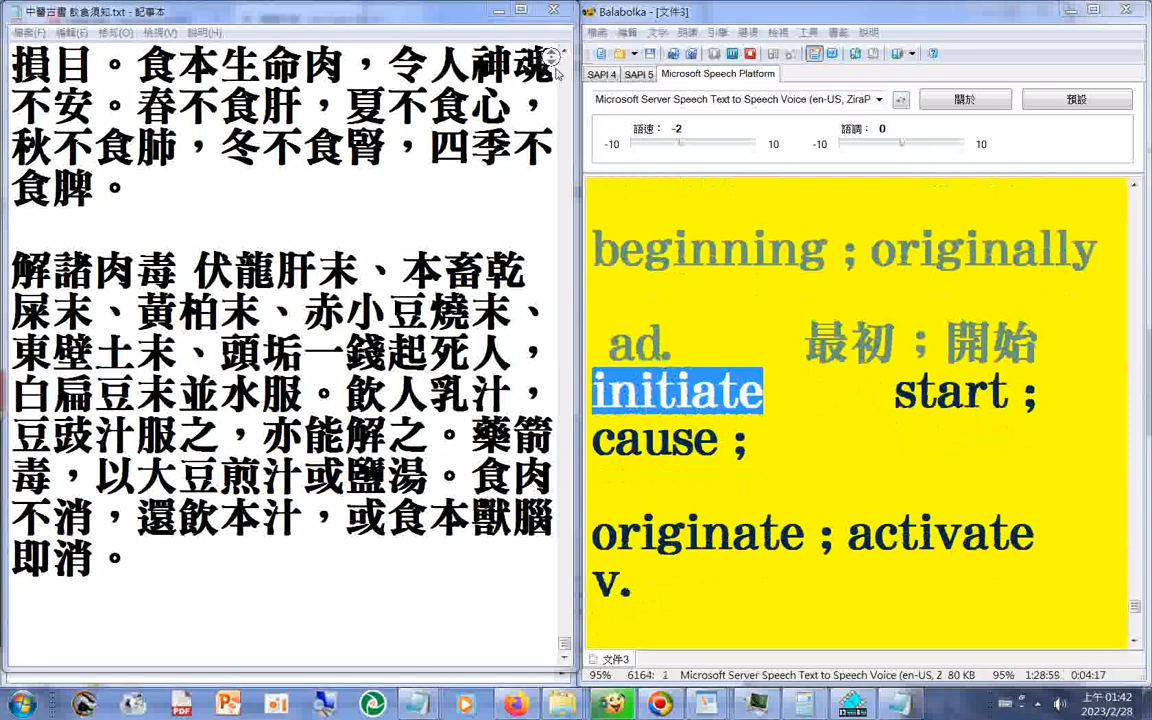 中醫古書 飲食須知.txt - 記事本
檔案(F) 編輯(E) 格式(O) 檢視(V) 說明(H)
損目。食本生命肉，令人神魂
不安。春不食肝，夏不食心，
秋不食肺，冬不食腎，四季不
食脾。
解諸肉毒 伏龍肝末、本畜乾
屎末、黃柏末、赤小豆燒末、
東壁土末、頭垢一錢起死人，
白扁豆末並水服。飲人乳汁，
豆豉汁服之，亦能解之。藥箭
毒，以大豆煎汁或鹽湯。食肉
不消，還飲本汁，或食本獸腦
即消。
Balabolka - [文件3]
檔案 編輯 文字 朗讀 選項 檢視 工具 書籤 說明
SAPI 4 SAPI 5 Microsoft Speech Platform
Microsoft Server Speech Text to Speech Voice (en-US, ZiraP
關於 預設
語速： -2 語調： 0
-10 10 -10 10
beginning ; originally
ad. 最初；開始
initiate start ;
cause ;
originate ; activate
v.
文件3
95% 6164: 1 Microsoft Server Speech Text to Speech Voice (en-US, Z 80 KB 95% 1:28:58 0:04:17
上午 01:42
2023/2/28